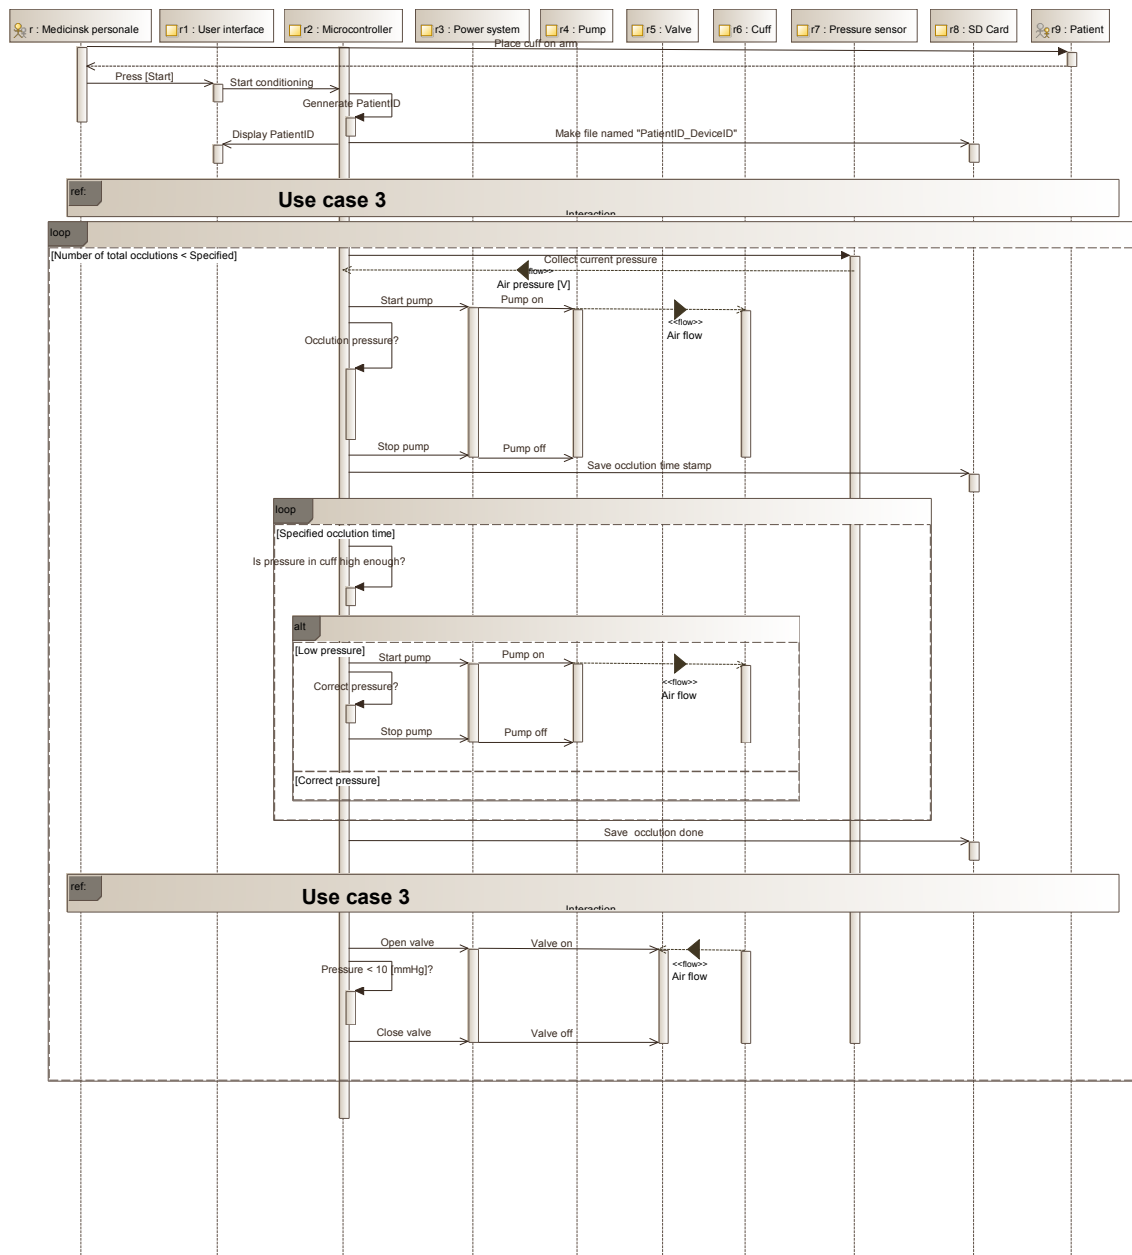 r : Medicinsk personale
r1 : User interface
r2 : Microcontroller
r3 : Power system
r4 : Pump
r5 : Valve
r6 : Cuff
r7 : Pressure sensor
r8 : SD Card
r9 : Patient
Place cuff on arm
Press [Start]
Start conditioning
Gennerate PatientID
Display PatientID
Make file named "PatientID_DeviceID"
ref:
Use case 3
Interaction
loop
[Number of total occlutions < Specified]
Collect current pressure
flow>>
Air pressure [V]
Start pump
Pump on
<<flow>>
Air flow
Occlution pressure?
Stop pump
Pump off
Save occlution time stamp
loop
[Specified occlution time]
Is pressure in cuff high enough?
alt
[Low pressure]
Start pump
Pump on
<<flow>>
Air flow
Correct pressure?
Stop pump
Pump off
[Correct pressure]
Save occlution done
ref:
Use case 3
Interaction
Open valve
Valve on
<<flow>>
Air flow
Pressure < 10 [mmHg]?
Close valve
Valve off